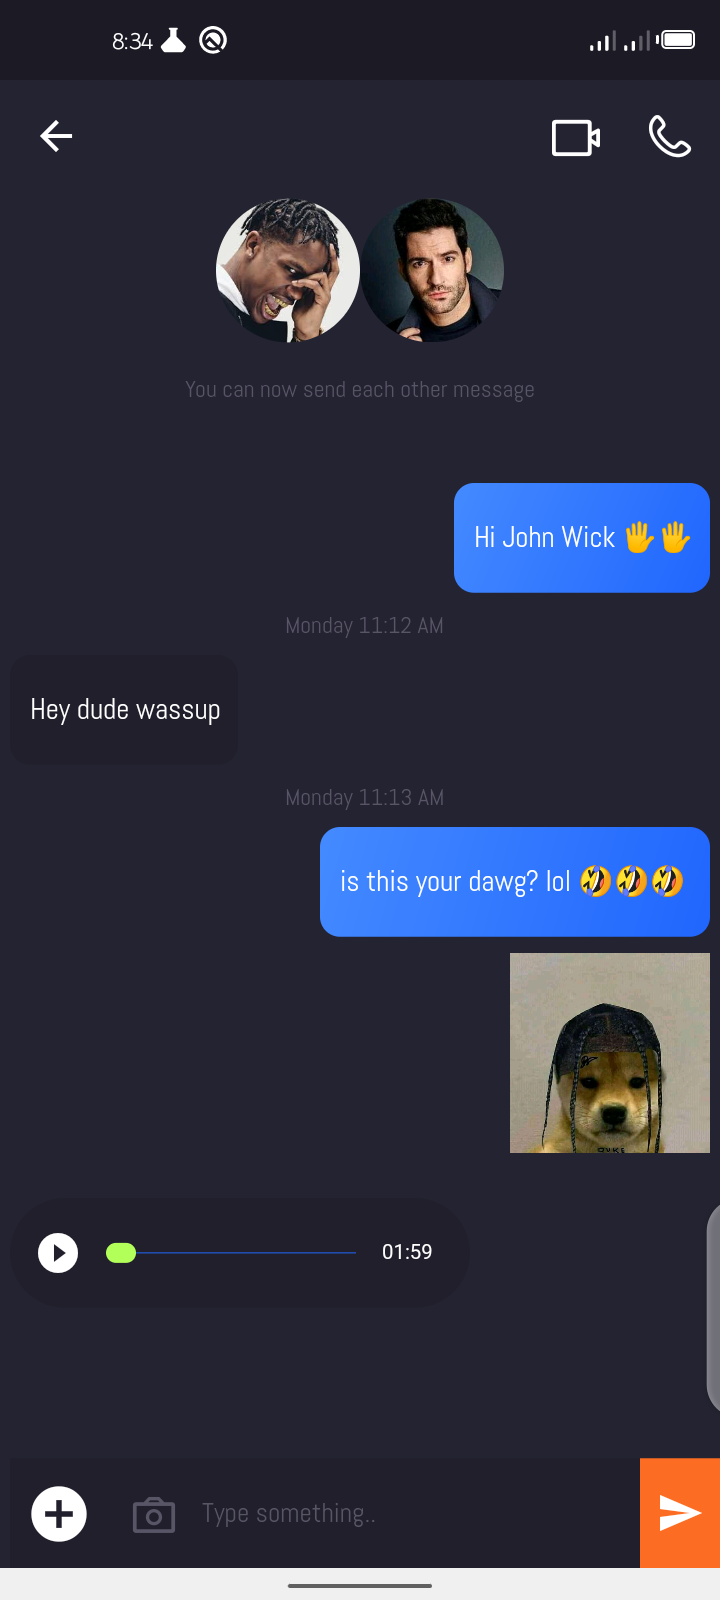 8:34
You can now send each other message
Hi John Wick 🖐🖐
Monday 11:12 AM
Hey dude wassup
Monday 11:13 AM
is this your dawg? lol 🤣🤣🤣
01:59
Type something..